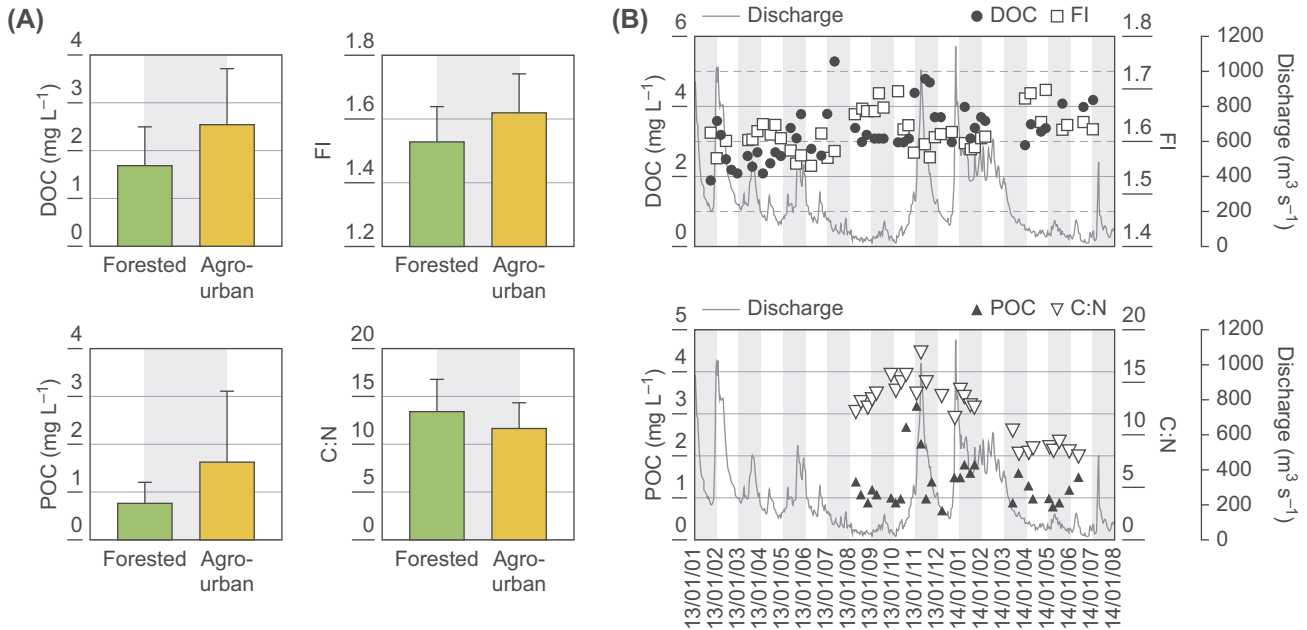 (A)
DOC (mg L⁻¹)
4
3
2
1
0
Forested
Agro-
urban
FI
1.8
1.6
1.4
1.2
Forested
Agro-
urban
POC (mg L⁻¹)
4
3
2
1
0
Forested
Agro-
urban
C:N
20
15
10
5
0
Forested
Agro-
urban
(B)
Discharge
DOC
FI
DOC (mg L⁻¹)
6
4
2
0
1.8
1.7
1.6
1.5
1.4
FI
1200
1000
800
600
400
200
0
Discharge (m³ s⁻¹)
Discharge
POC
C:N
POC (mg L⁻¹)
5
4
3
2
1
0
20
15
10
5
0
C:N
1200
1000
800
600
400
200
0
Discharge (m³ s⁻¹)
13/01/01
13/01/02
13/01/03
13/01/04
13/01/05
13/01/06
13/01/07
13/01/08
13/01/09
13/01/10
13/01/11
13/01/12
14/01/01
14/01/02
14/01/03
14/01/04
14/01/05
14/01/06
14/01/07
14/01/08